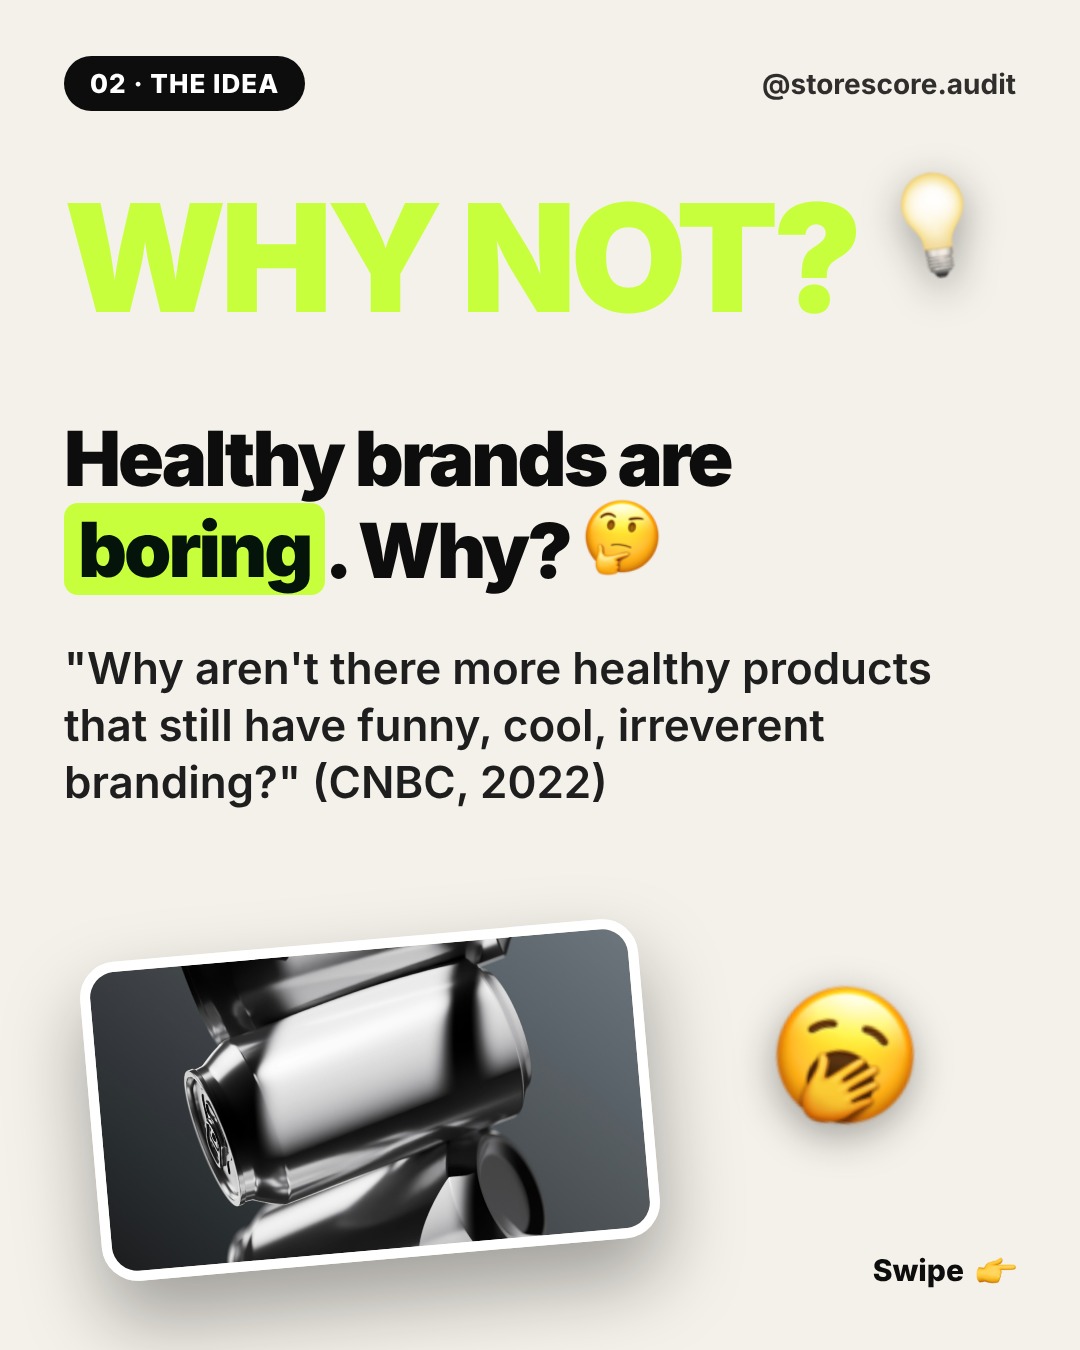 02 · THE IDEA
@storescore.audit
WHY NOT?
Healthy brands are
boring. Why?
"Why aren't there more healthy products
that still have funny, cool, irreverent
branding?" (CNBC, 2022)
Swipe